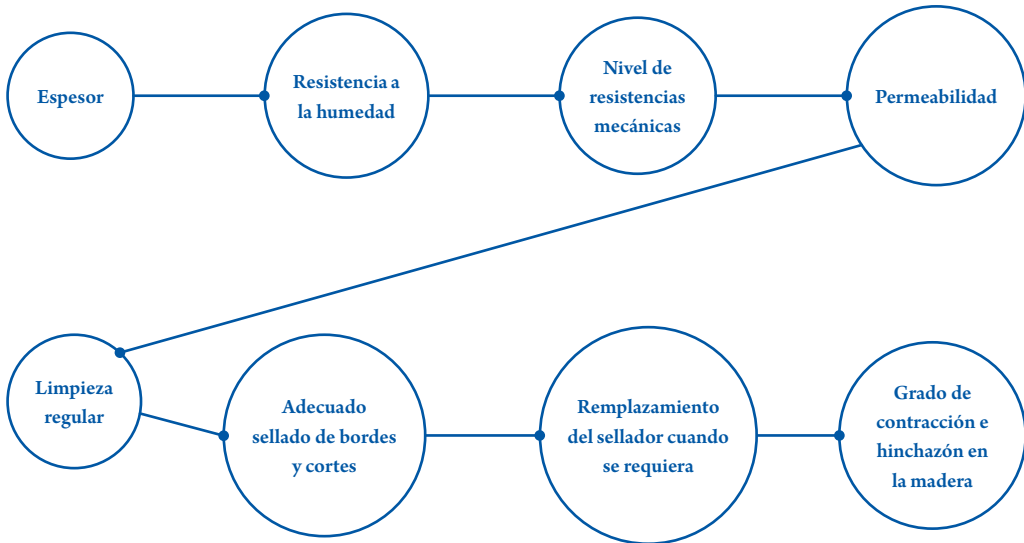 Espesor
Resistencia a
la humedad
Nivel de
resistencias
mecánicas
Permeabilidad
Limpieza
regular
Adecuado
sellado de bordes
y cortes
Remplazamiento
del sellador cuando
se requiera
Grado de
contracción e
hinchazón en
la madera